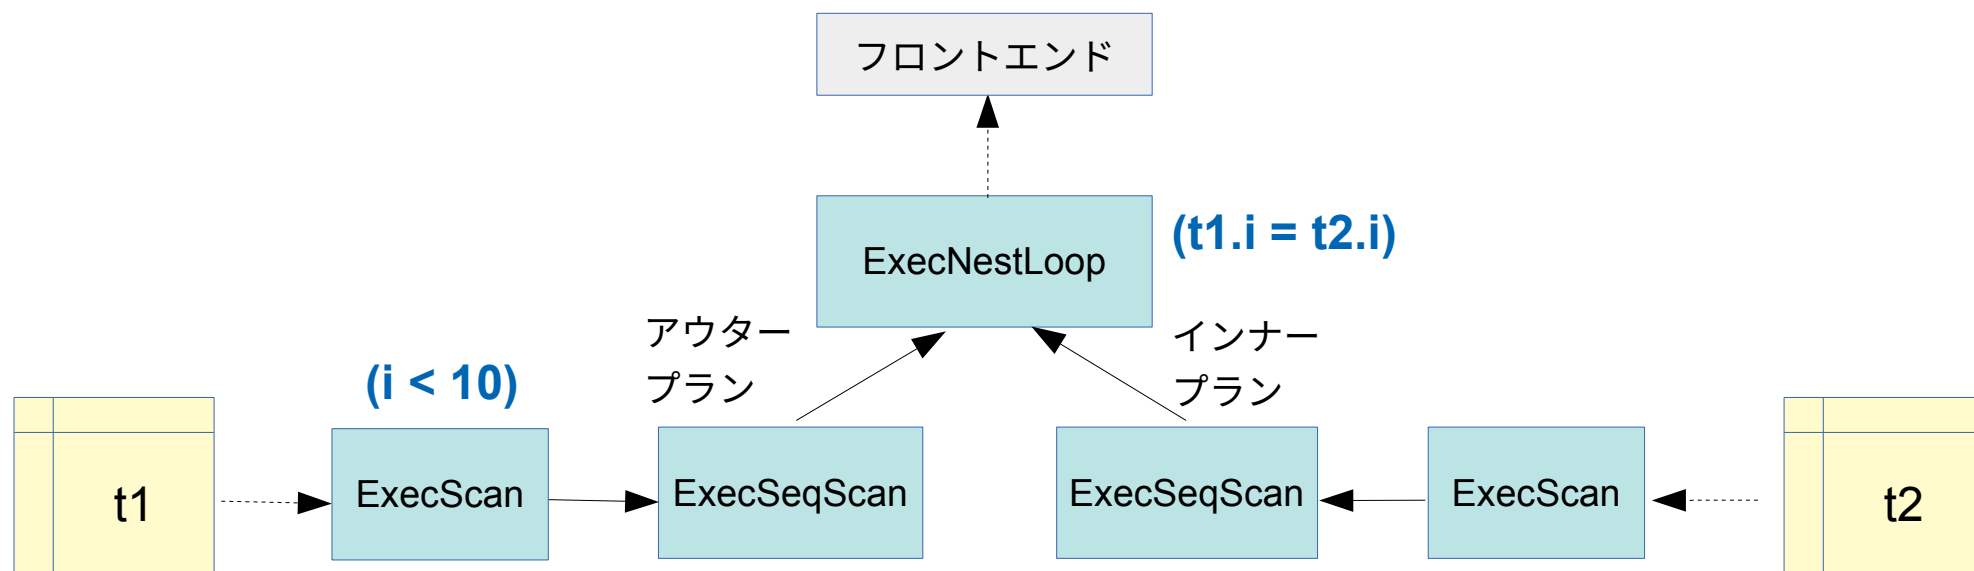 フロントエンド
ExecNestLoop
(t1.i = t2.i)
アウター
プラン
インナー
プラン
(i < 10)
t1
ExecScan
ExecSeqScan
ExecSeqScan
ExecScan
t2